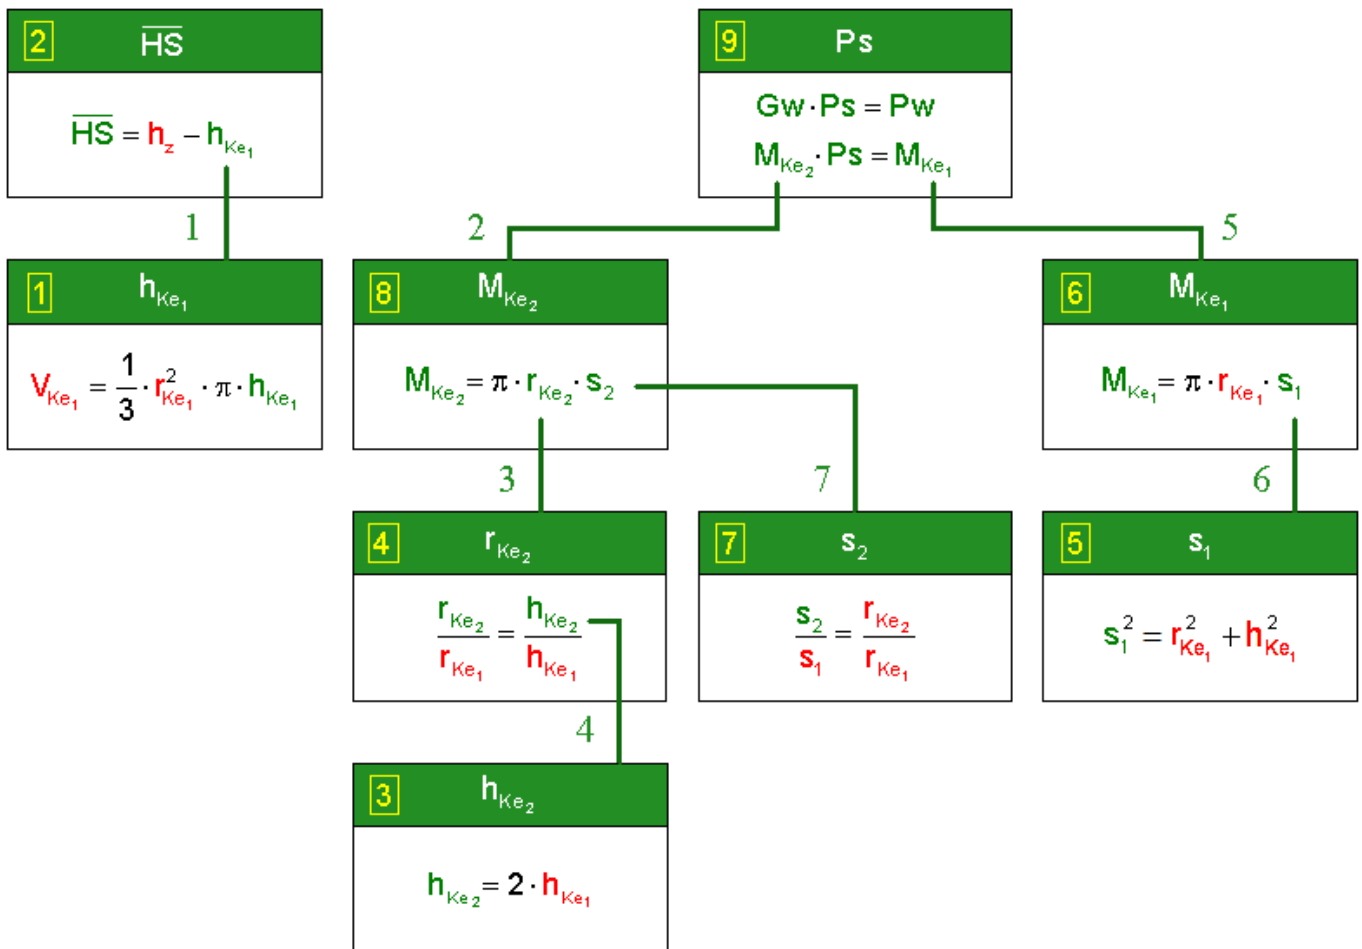 2 H̅S̅
H̅S̅ = h_z − h_Ke₁
1
1 h_Ke₁
V_Ke₁ = 1/3 · r²_Ke₁ · π · h_Ke₁
9 Ps
Gw · Ps = Pw
M_Ke₂ · Ps = M_Ke₁
2
5
8 M_Ke₂
M_Ke₂ = π · r_Ke₂ · s₂
6 M_Ke₁
M_Ke₁ = π · r_Ke₁ · s₁
3
7
6
4 r_Ke₂
r_Ke₂ / r_Ke₁ = h_Ke₂ / h_Ke₁
7 s₂
s₂ / s₁ = r_Ke₂ / r_Ke₁
5 s₁
s₁² = r²_Ke₁ + h²_Ke₁
4
3 h_Ke₂
h_Ke₂ = 2 · h_Ke₁